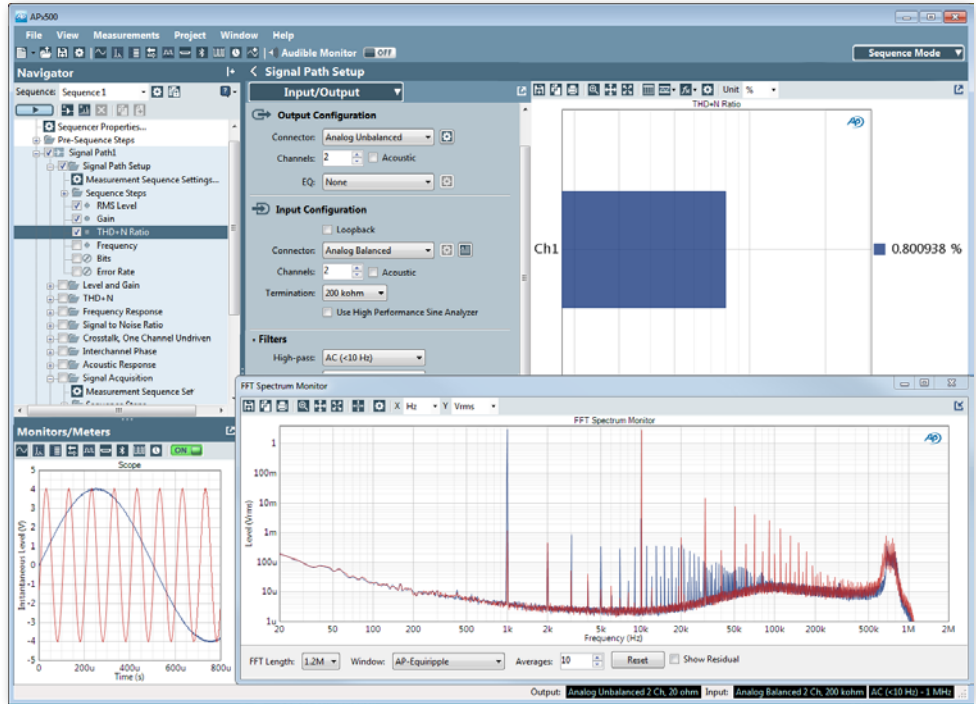 APx500
File View Measurements Project Window Help
Audible Monitor OFF
Sequence Mode
Navigator
Sequence: Sequence1
Sequencer Properties...
Pre-Sequence Steps
Signal Path1
Signal Path Setup
Measurement Sequence Settings...
Sequence Steps
RMS Level
Gain
THD+N Ratio
Frequency
Bits
Error Rate
Level and Gain
THD+N
Frequency Response
Signal to Noise Ratio
Crosstalk, One Channel Undriven
Interchannel Phase
Acoustic Response
Signal Acquisition
Measurement Sequence Set
Signal Path Setup
Input/Output
Output Configuration
Connector: Analog Unbalanced
Channels: 2 Acoustic
EQ: None
Input Configuration
Loopback
Connector: Analog Balanced
Channels: 2 Acoustic
Termination: 200 kohm
Use High Performance Sine Analyzer
Filters
High-pass: AC (<10 Hz)
Unit %
THD+N Ratio
AP
Ch1
0.800938 %
Monitors/Meters
ON
Scope
Instantaneous Level (V)
5
4
3
2
1
0
-1
-2
-3
-4
-5
0 200u 400u 600u 800u
Time (s)
FFT Spectrum Monitor
X Hz Y Vrms
FFT Spectrum Monitor
AP
Level (Vrms)
1
100m
10m
1m
100u
10u
1u
20 50 100 200 500 1k 2k 5k 10k 20k 50k 100k 200k 500k 1M 2M
Frequency (Hz)
FFT Length: 1.2M Window: AP-Equiripple Averages: 10 Reset Show Residual
Output: Analog Unbalanced 2 Ch, 20 ohm Input: Analog Balanced 2 Ch, 200 kohm AC (<10 Hz) - 1 MHz